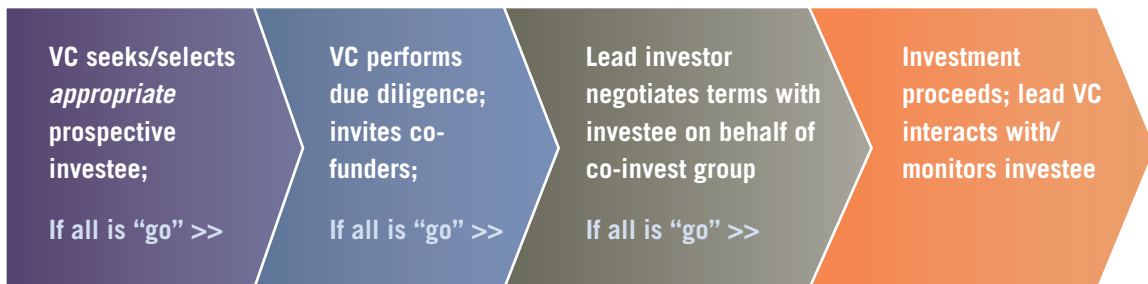 VC seeks/selects
appropriate
prospective
investee;
If all is “go” >>
VC performs
due diligence;
invites co-
funders;
If all is “go” >>
Lead investor
negotiates terms with
investee on behalf of
co-invest group
If all is “go” >>
Investment
proceeds; lead VC
interacts with/
monitors investee